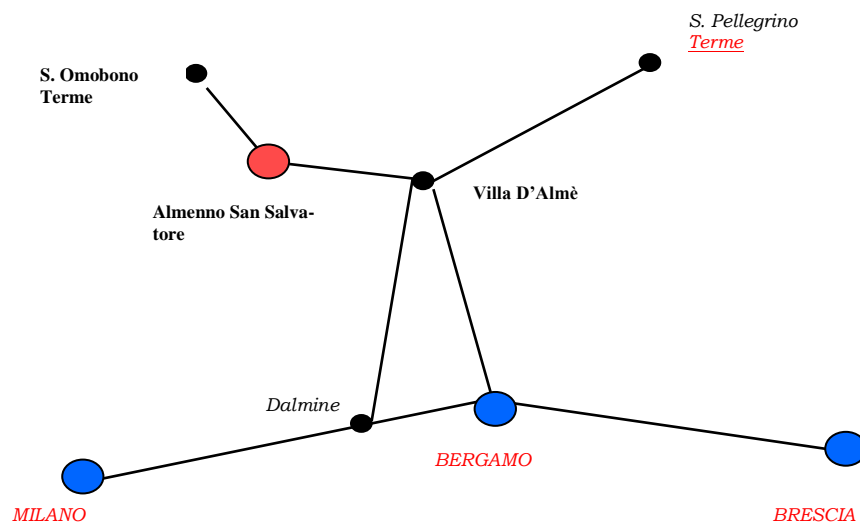 S. Pellegrino
Terme
S. Omobono
Terme
Villa D’Almè
Almenno San Salva-
tore
Dalmine
BERGAMO
MILANO
BRESCIA